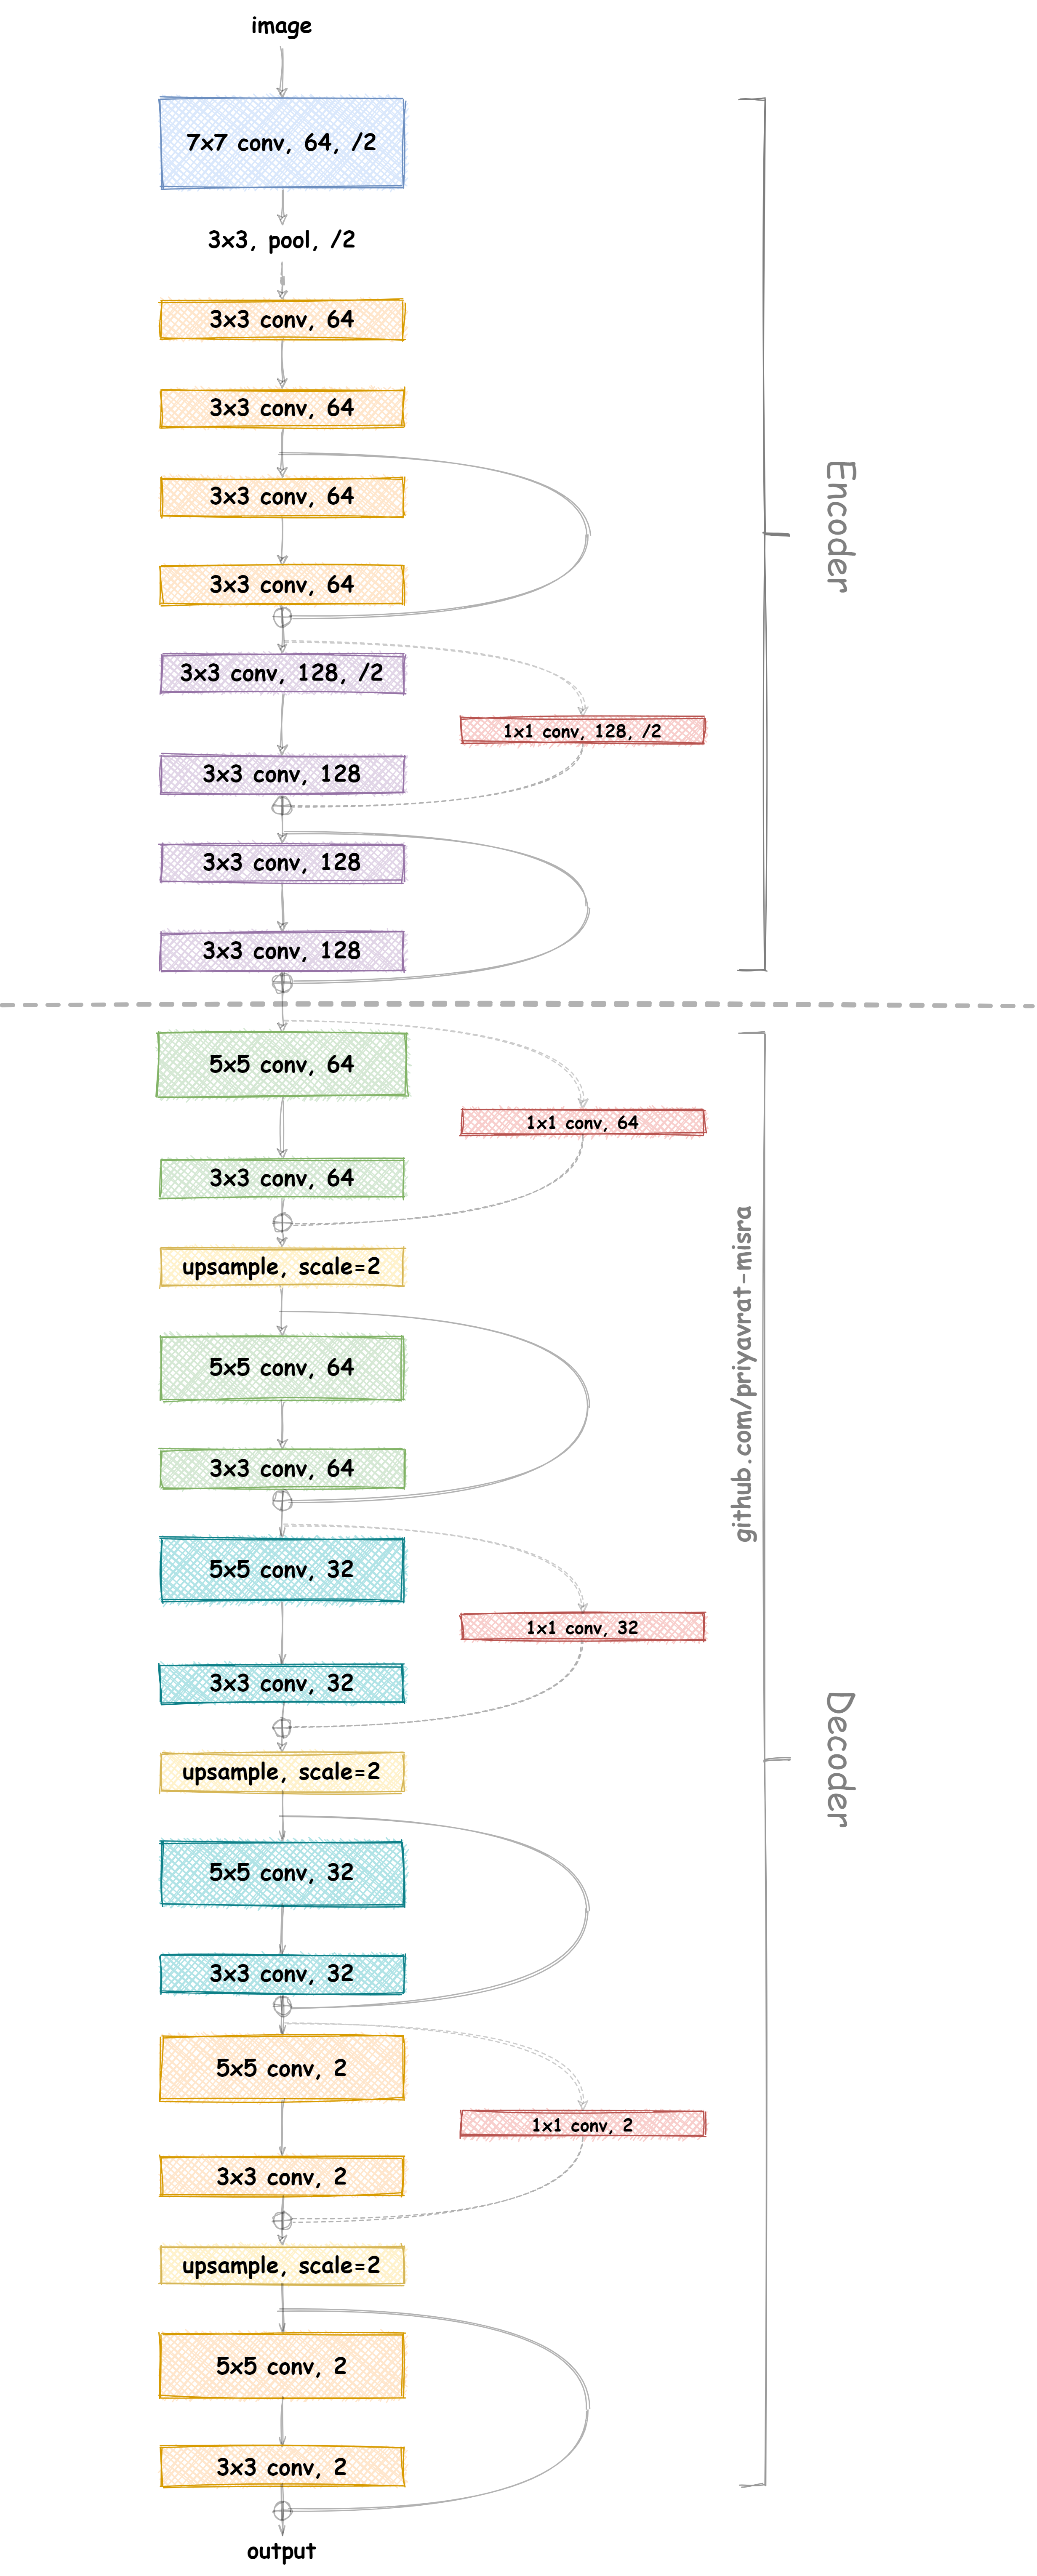 image
7x7 conv, 64, /2
3x3, pool, /2
3x3 conv, 64
3x3 conv, 64
3x3 conv, 64
3x3 conv, 64
Encoder
3x3 conv, 128, /2
1x1 conv, 128, /2
3x3 conv, 128
3x3 conv, 128
3x3 conv, 128
5x5 conv, 64
1x1 conv, 64
3x3 conv, 64
upsample, scale=2
5x5 conv, 64
github.com/priyavrat-misra
3x3 conv, 64
5x5 conv, 32
1x1 conv, 32
3x3 conv, 32
Decoder
upsample, scale=2
5x5 conv, 32
3x3 conv, 32
5x5 conv, 2
1x1 conv, 2
3x3 conv, 2
upsample, scale=2
5x5 conv, 2
3x3 conv, 2
output